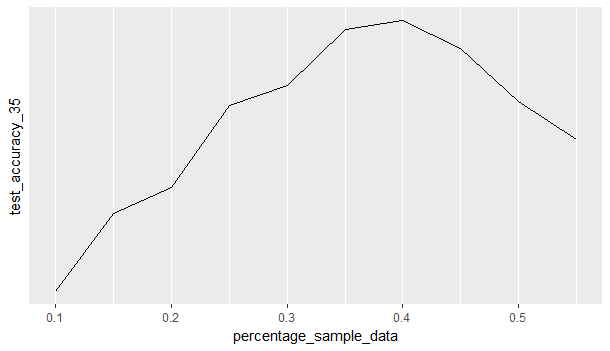 test_accuracy_35
0.1 0.2 0.3 0.4 0.5
percentage_sample_data